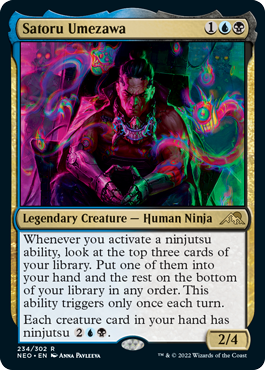 Satoru Umezawa 1
Legendary Creature — Human Ninja
Whenever you activate a ninjutsu
ability, look at the top three cards of
your library. Put one of them into
your hand and the rest on the bottom
of your library in any order. This
ability triggers only once each turn.
Each creature card in your hand has
ninjutsu 2.
2/4
234/302 R
NEO • EN Anna Pavleeva
™ & © 2022 Wizards of the Coast